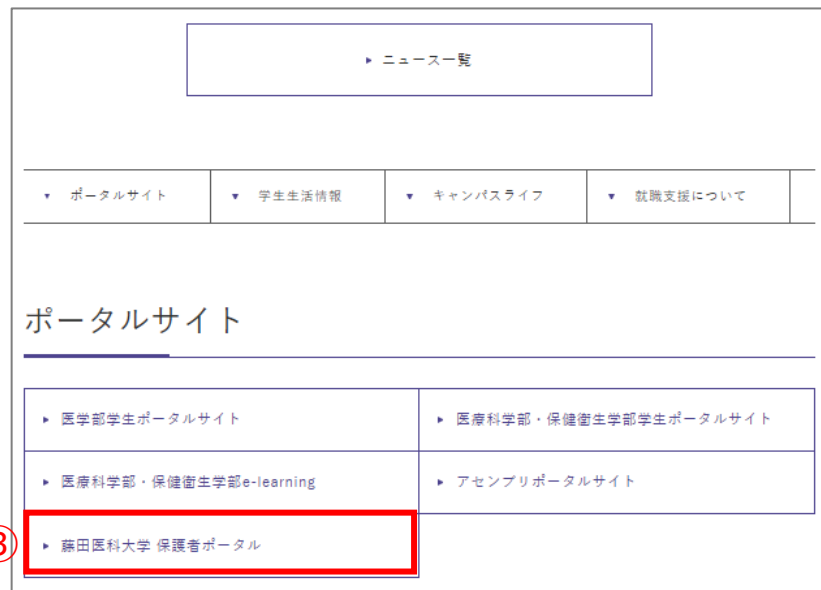 ▸ ニュース一覧
▾ ポータルサイト ▾ 学生生活情報 ▾ キャンパスライフ ▾ 就職支援について
ポータルサイト
▸ 医学部学生ポータルサイト ▸ 医療科学部・保健衛生学部学生ポータルサイト
▸ 医療科学部・保健衛生学部e-learning ▸ アセンブリポータルサイト
③ ▸ 藤田医科大学 保護者ポータル